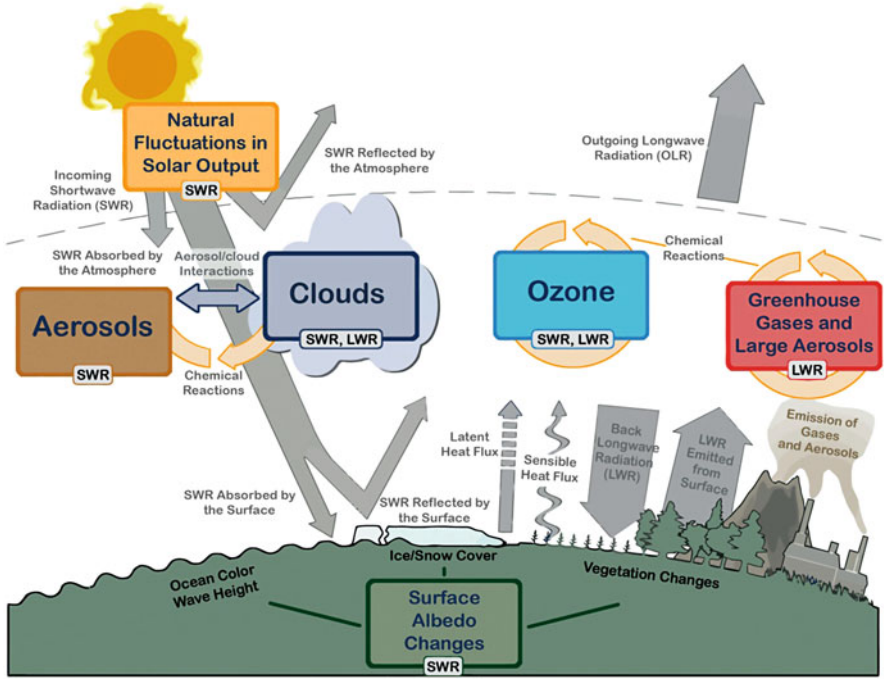 Natural
Fluctuations in
Solar Output
SWR
Incoming
Shortwave
Radiation (SWR)
SWR Reflected by
the Atmosphere
Outgoing Longwave
Radiation (OLR)
SWR Absorbed by
the Atmosphere
Aerosol/cloud
Interactions
Chemical
Reactions
Aerosols
SWR
Clouds
SWR, LWR
Ozone
SWR, LWR
Greenhouse
Gases and
Large Aerosols
LWR
Chemical
Reactions
Latent
Heat Flux
Sensible
Heat Flux
Back
Longwave
Radiation
(LWR)
LWR
Emitted
from
Surface
Emission of
Gases
and Aerosols
SWR Absorbed by
the Surface
SWR Reflected by
the Surface
Ice/Snow Cover
Ocean Color
Wave Height
Vegetation Changes
Surface
Albedo
Changes
SWR